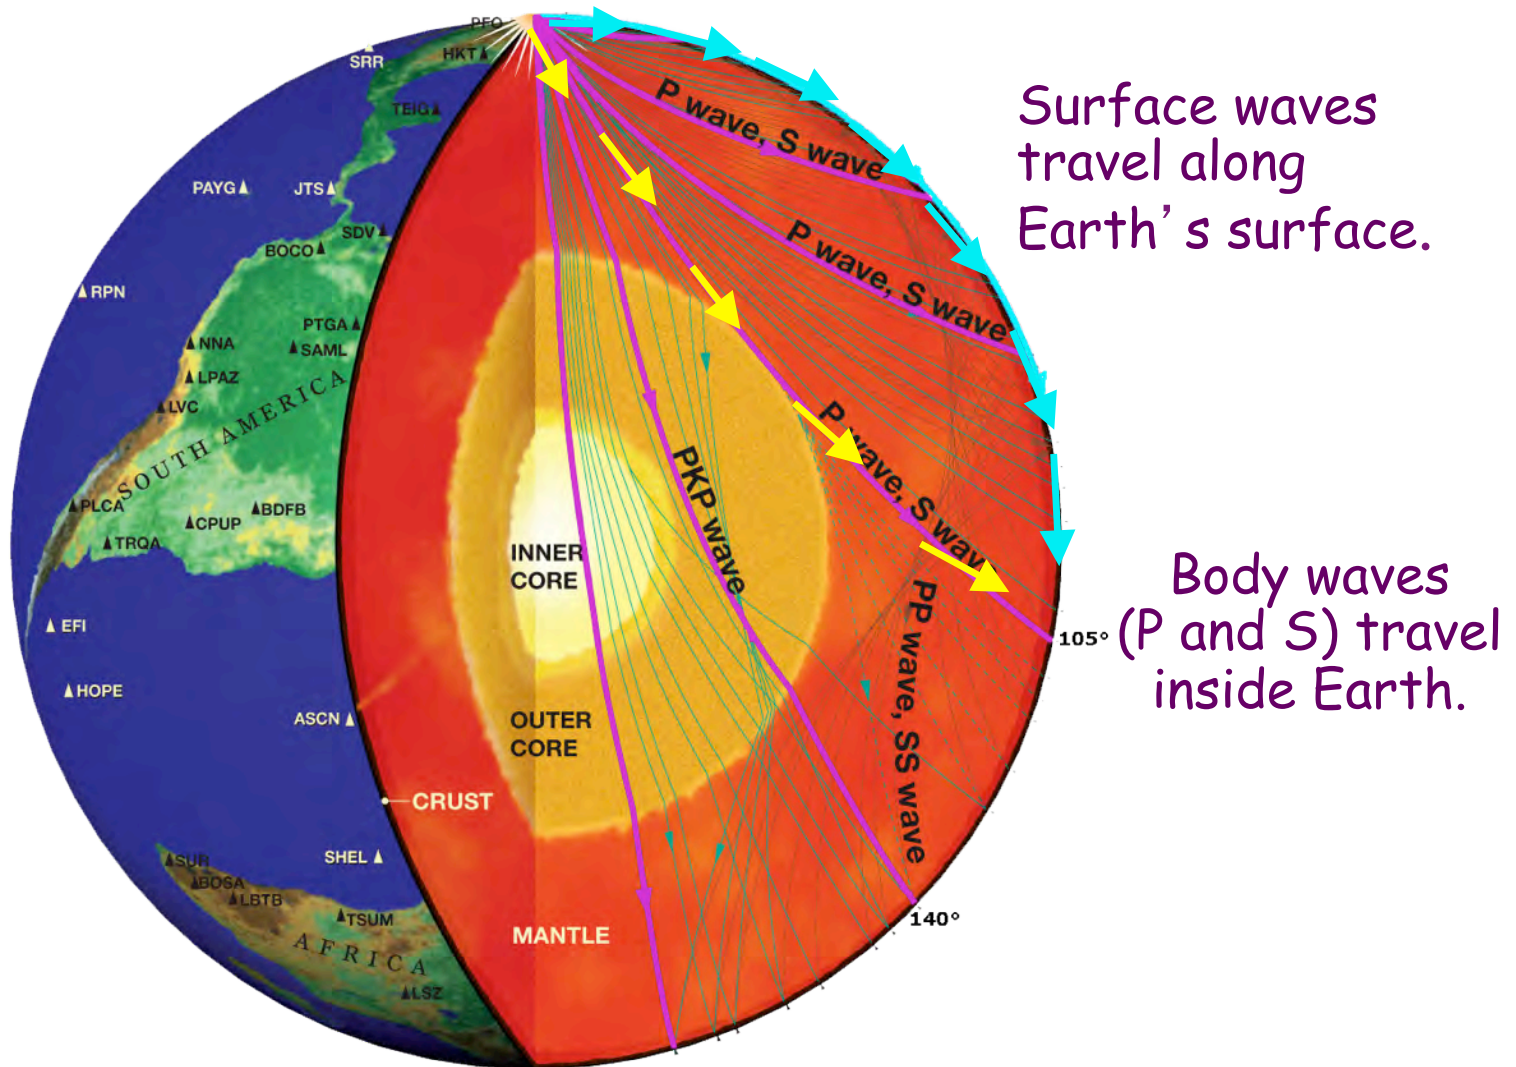 PFO
SRR
HKT
TEIG
PAYG
JTS
SDV
BOCO
RPN
PTGA
NNA
SAML
LPAZ
LVC
SOUTH AMERICA
PLCA
CPUP
BDFB
TRQA
EFI
HOPE
ASCN
CRUST
SHEL
SUR
BOSA
LBTB
TSUM
AFRICA
LSZ
INNER
CORE
OUTER
CORE
MANTLE
P wave, S wave
P wave, S wave
P wave, S wave
PKP wave
PP wave, SS wave
105°
140°
Surface waves
travel along
Earth’s surface.
Body waves
(P and S) travel
inside Earth.